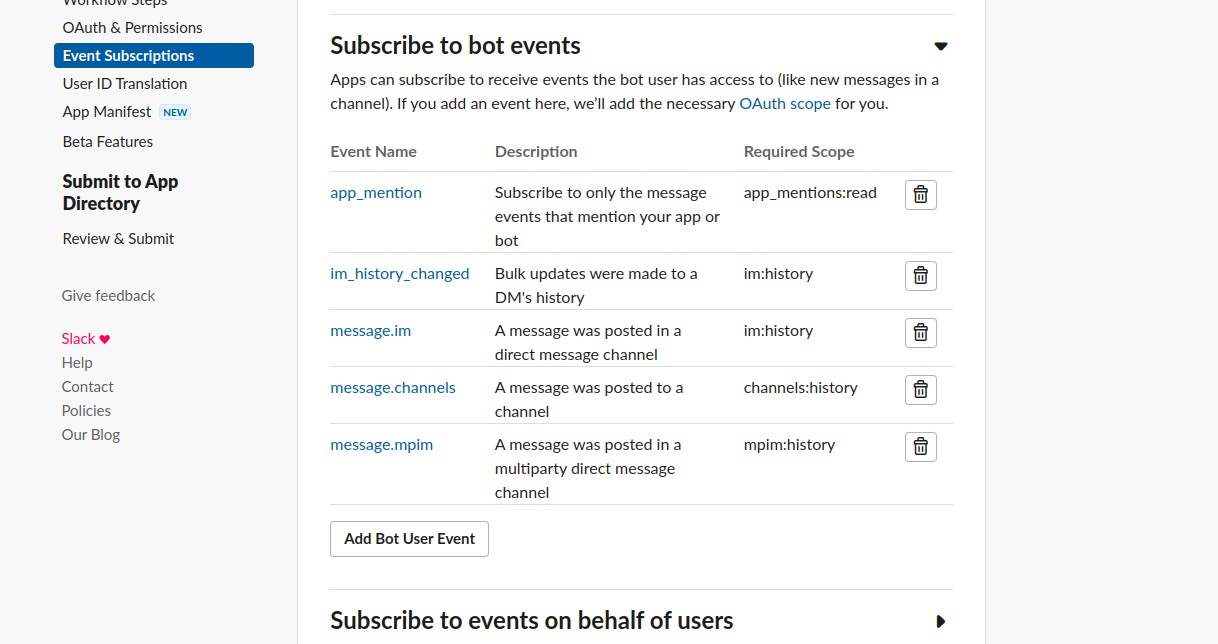 Workflow Steps
OAuth & Permissions
Event Subscriptions
User ID Translation
App Manifest NEW
Beta Features
Submit to App
Directory
Review & Submit
Give feedback
Slack ♥
Help
Contact
Policies
Our Blog
Subscribe to bot events
Apps can subscribe to receive events the bot user has access to (like new messages in a
channel). If you add an event here, we’ll add the necessary OAuth scope for you.
Event Name Description Required Scope
app_mention Subscribe to only the message app_mentions:read
events that mention your app or
bot
im_history_changed Bulk updates were made to a im:history
DM's history
message.im A message was posted in a im:history
direct message channel
message.channels A message was posted to a channels:history
channel
message.mpim A message was posted in a mpim:history
multiparty direct message
channel
Add Bot User Event
Subscribe to events on behalf of users